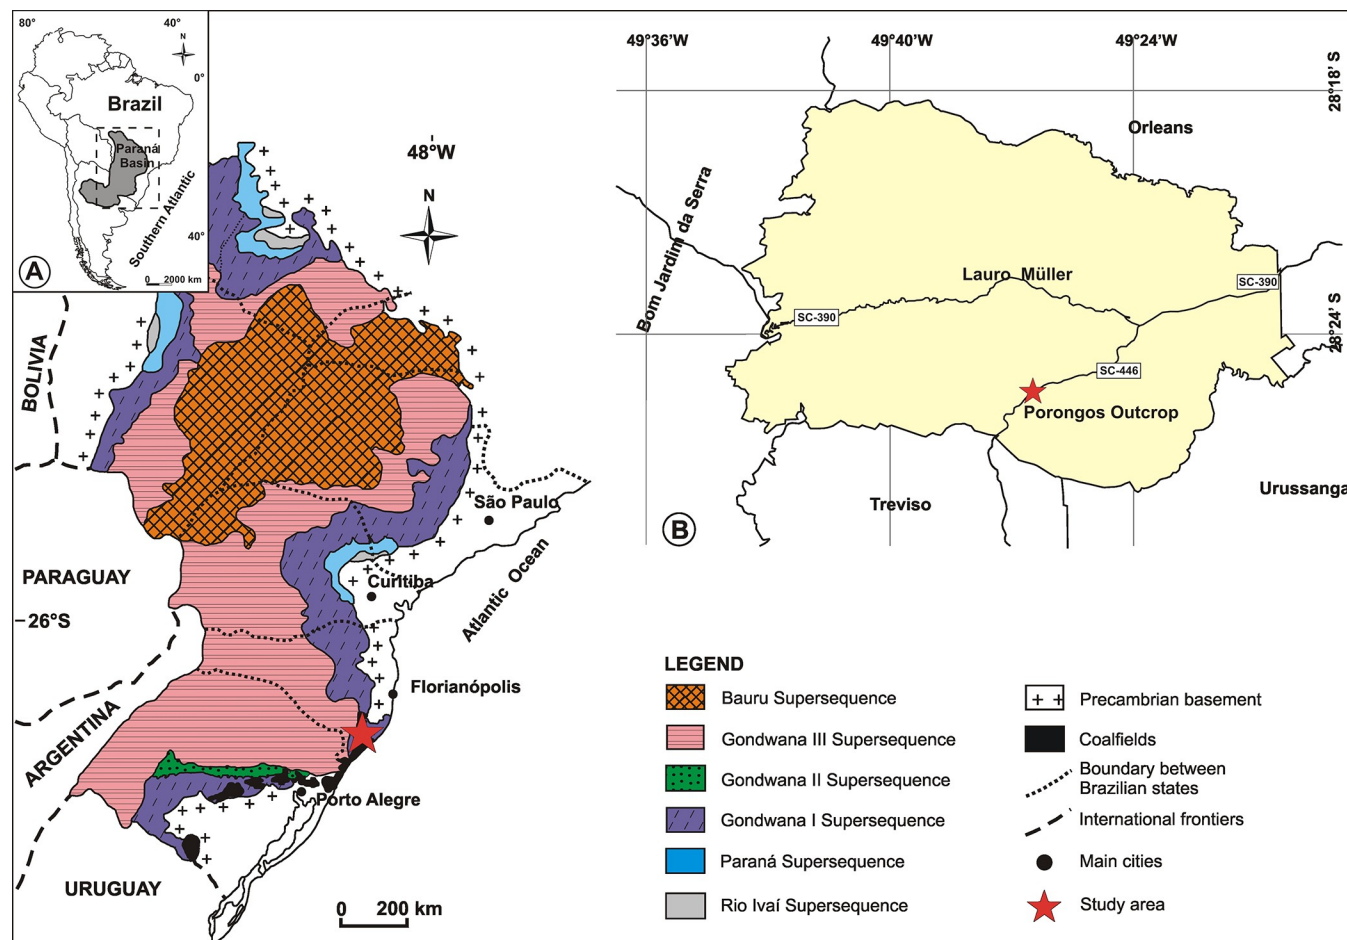 80°
40°
N
0°
Brazil
Paraná
Basin
Southern Atlantic
40°
A
0 2000 km
48°W
N
BOLIVIA
São Paulo
PARAGUAY
Curitiba
Atlantic Ocean
26°S
Florianópolis
ARGENTINA
Porto Alegre
URUGUAY
0 200 km
49°36'W
49°40'W
49°24'W
28°18' S
Orleans
Bom Jardim da Serra
Lauro Müller
SC-390
SC-390
28°24' S
SC-446
Porongos Outcrop
Treviso
Urussanga
B
LEGEND
Bauru Supersequence
Gondwana III Supersequence
Gondwana II Supersequence
Gondwana I Supersequence
Paraná Supersequence
Rio Ivaí Supersequence
Precambrian basement
Coalfields
Boundary between
Brazilian states
International frontiers
Main cities
Study area